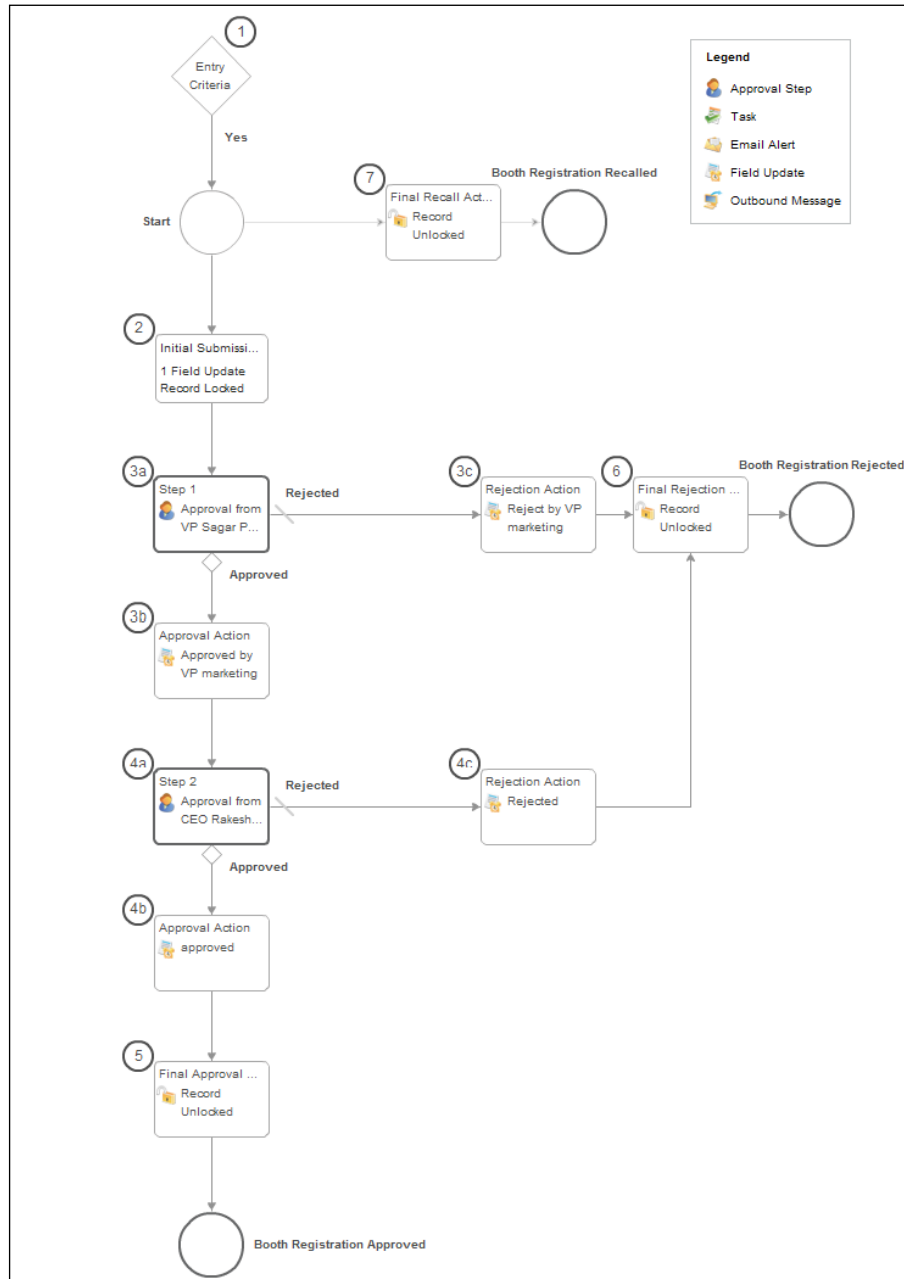 1
Entry
Criteria
Yes
Start
7
Final Recall Act...
Record
Unlocked
Booth Registration Recalled
Legend
Approval Step
Task
Email Alert
Field Update
Outbound Message
2
Initial Submissi...
1 Field Update
Record Locked
3a
Step 1
Approval from
VP Sagar P...
Rejected
3c
Rejection Action
Reject by VP
marketing
6
Final Rejection ...
Record
Unlocked
Booth Registration Rejected
Approved
3b
Approval Action
Approved by
VP marketing
4a
Step 2
Approval from
CEO Rakesh...
Rejected
4c
Rejection Action
Rejected
Approved
4b
Approval Action
approved
5
Final Approval ...
Record
Unlocked
Booth Registration Approved